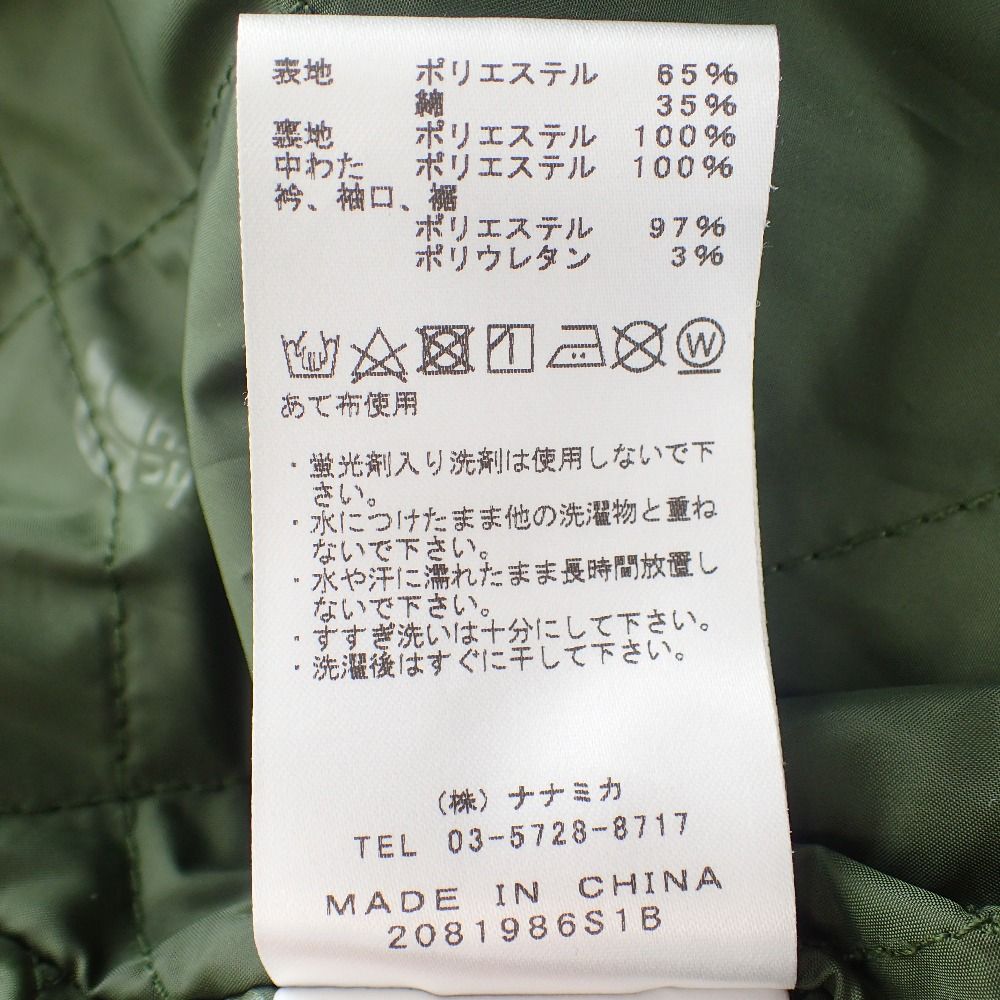 表地 ポリエステル 65%
綿 35%
裏地 ポリエステル 100%
中わた ポリエステル 100%
衿、袖口、裾
ポリエステル 97%
ポリウレタン 3%
W
あて布使用
・蛍光剤入り洗剤は使用しないで下
さい。
・水につけたまま他の洗濯物と重ね
ないで下さい。
・水や汗に濡れたまま長時間放置し
ないで下さい。
・すすぎ洗いは十分にして下さい。
・洗濯後はすぐに干して下さい。
(株) ナナミカ
TEL 03-5728-8717
MADE IN CHINA
2081986S1B